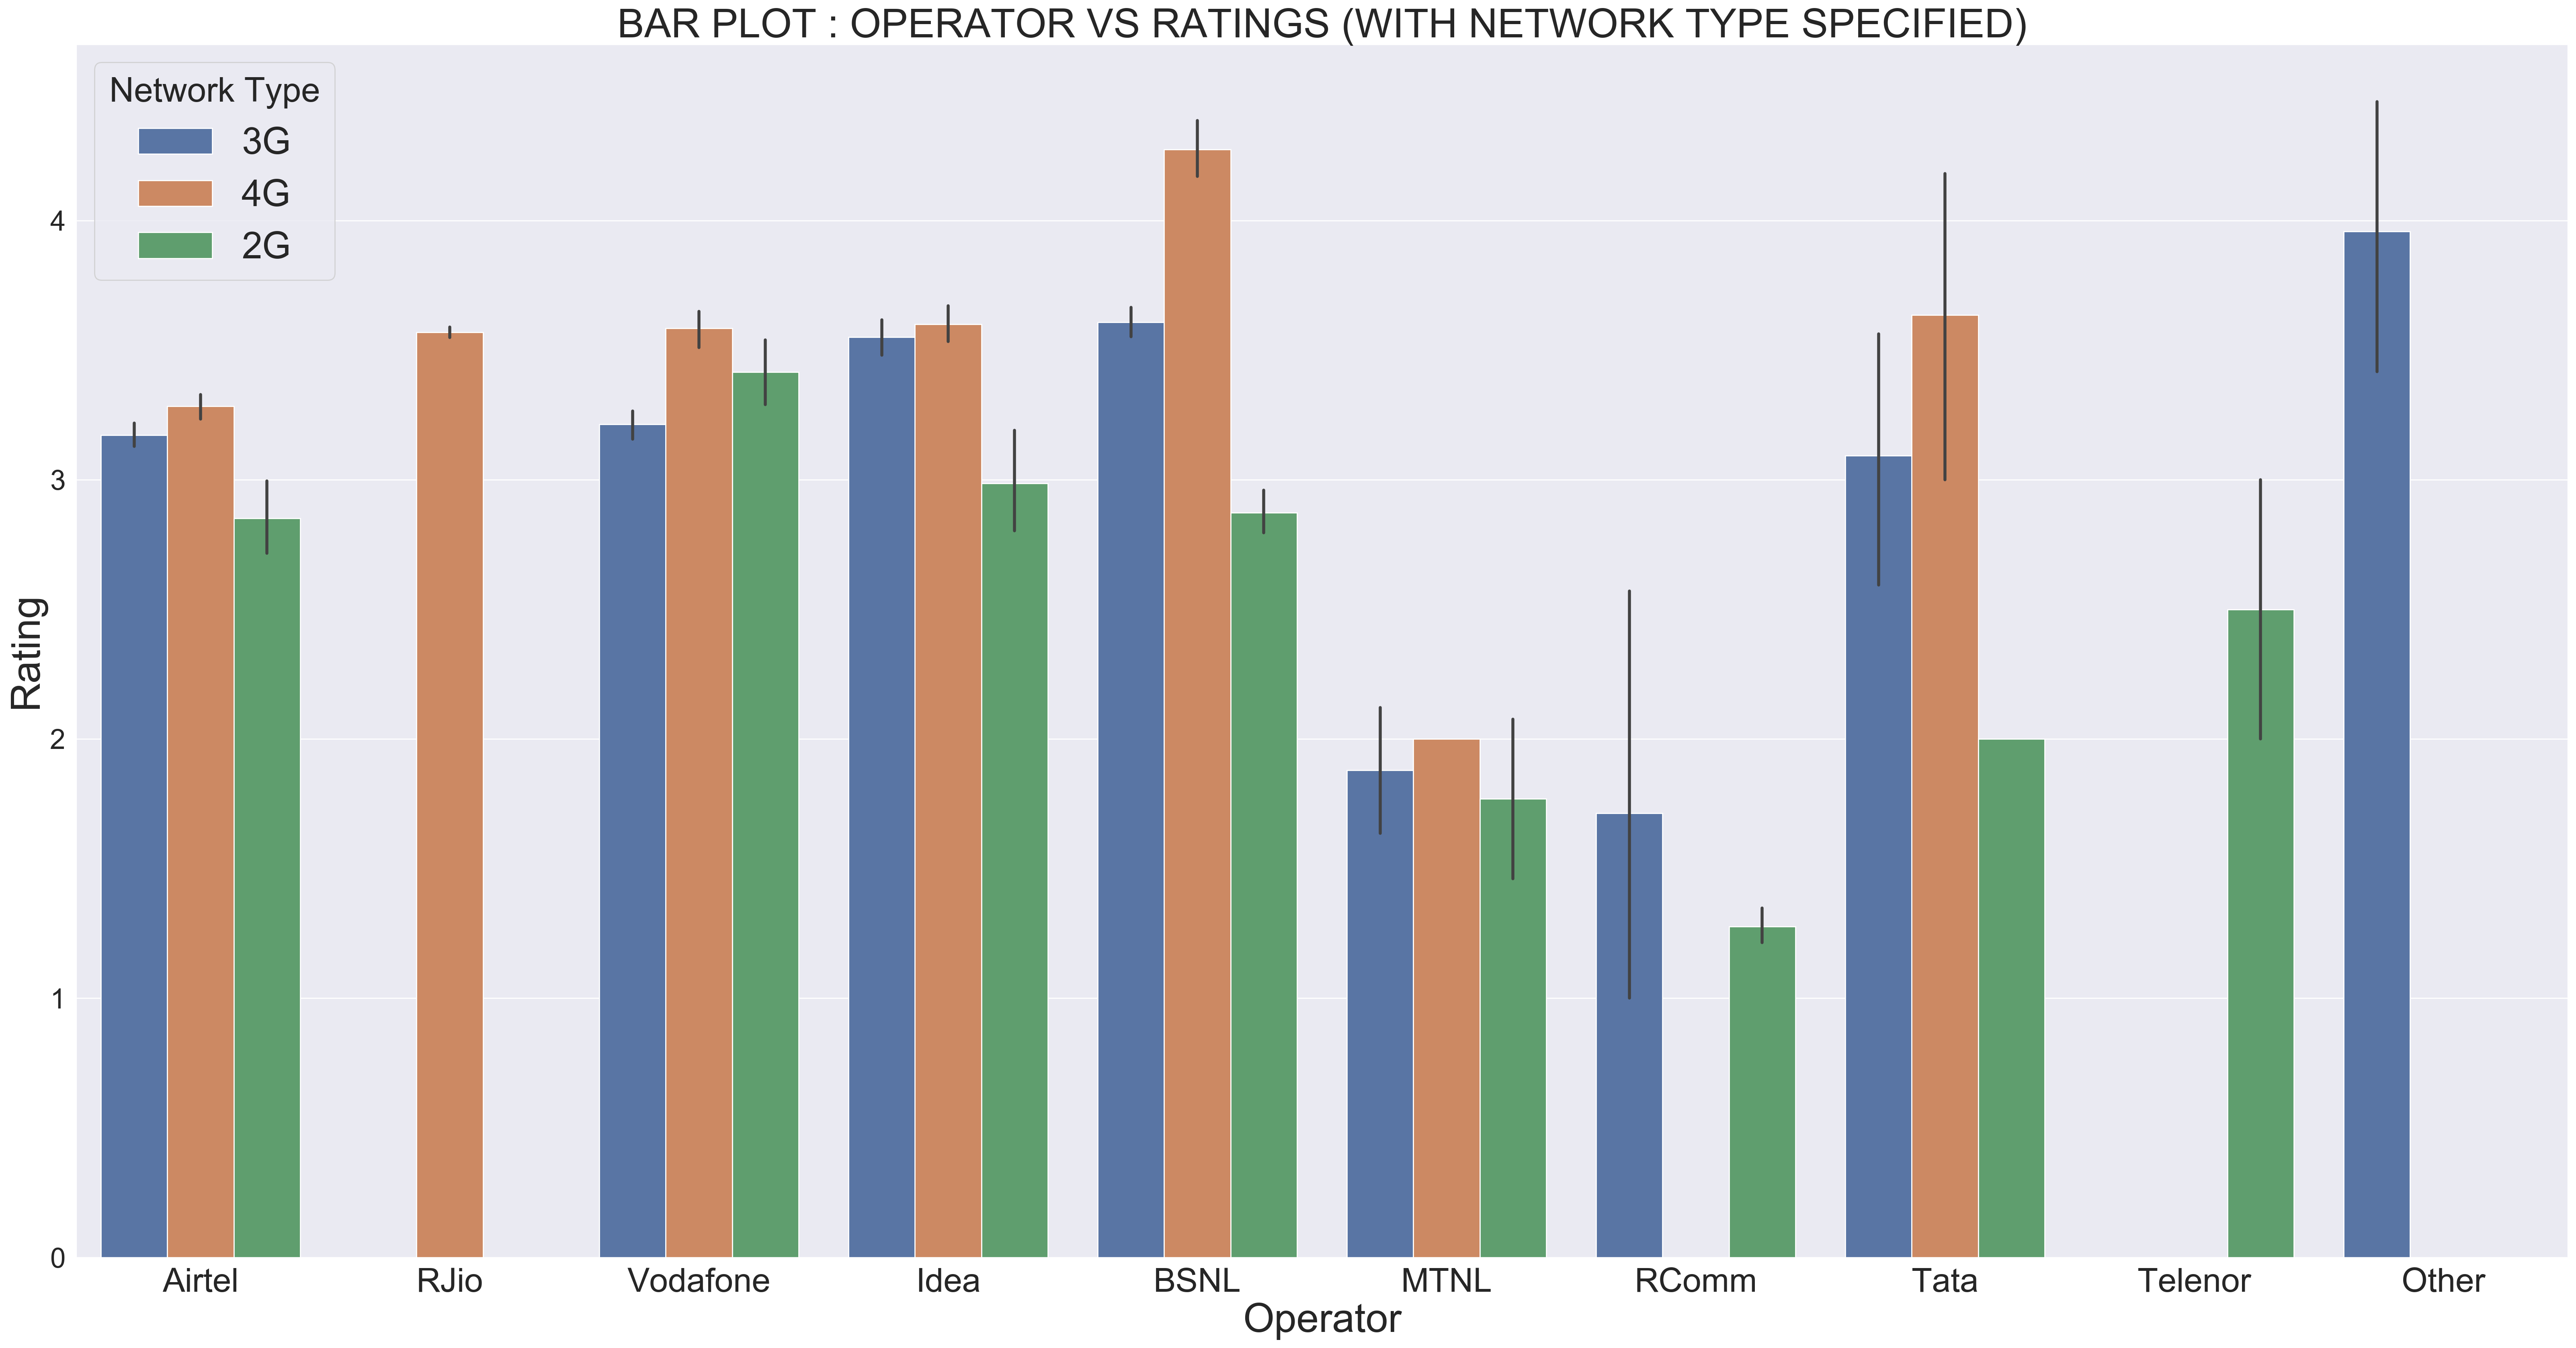 BAR PLOT : OPERATOR VS RATINGS (WITH NETWORK TYPE SPECIFIED)
Network Type
3G
4G
2G
4
3
2
1
0
Rating
Airtel RJio Vodafone Idea BSNL MTNL RComm Tata Telenor Other
Operator